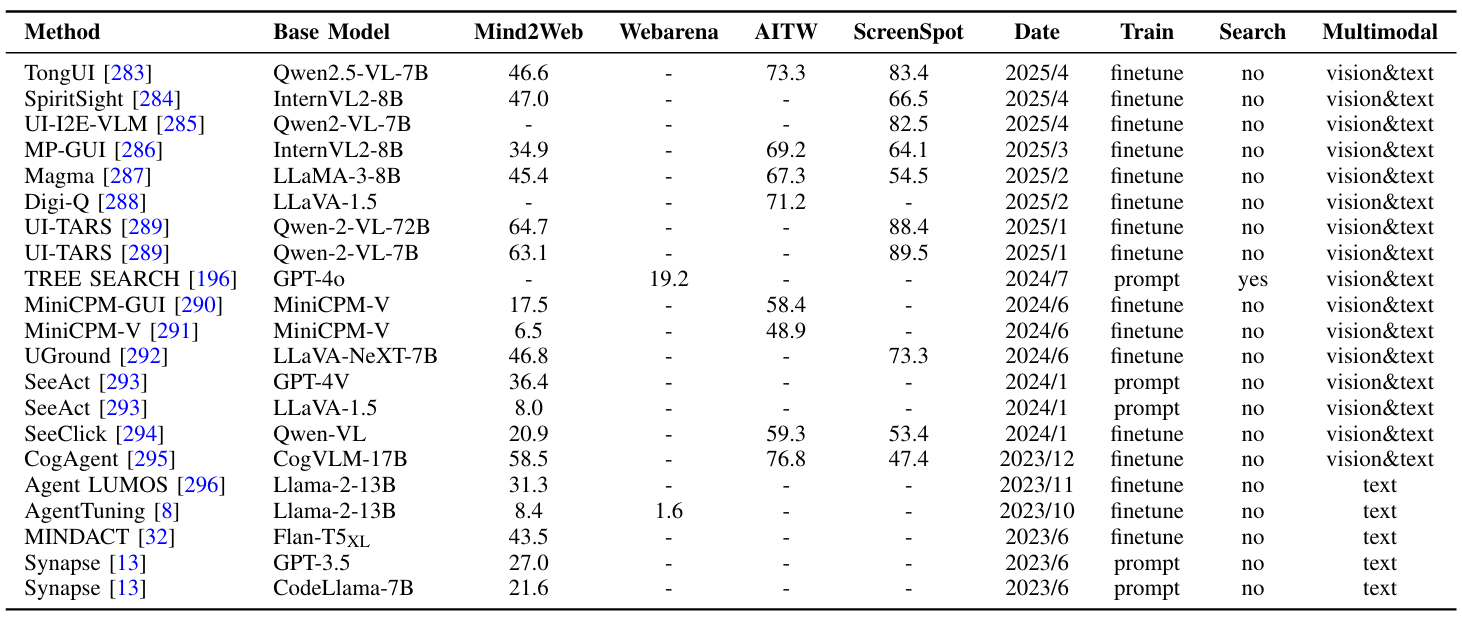 Method Base Model Mind2Web Webarena AITW ScreenSpot Date Train Search Multimodal
TongUI [283] Qwen2.5-VL-7B 46.6 - 73.3 83.4 2025/4 finetune no vision&text
SpiritSight [284] InternVL2-8B 47.0 - - 66.5 2025/4 finetune no vision&text
UI-I2E-VLM [285] Qwen2-VL-7B - - - 82.5 2025/4 finetune no vision&text
MP-GUI [286] InternVL2-8B 34.9 - 69.2 64.1 2025/3 finetune no vision&text
Magma [287] LLaMA-3-8B 45.4 - 67.3 54.5 2025/2 finetune no vision&text
Digi-Q [288] LLaVA-1.5 - - 71.2 - 2025/2 finetune no vision&text
UI-TARS [289] Qwen-2-VL-72B 64.7 - - 88.4 2025/1 finetune no vision&text
UI-TARS [289] Qwen-2-VL-7B 63.1 - - 89.5 2025/1 finetune no vision&text
TREE SEARCH [196] GPT-4o - 19.2 - - 2024/7 prompt yes vision&text
MiniCPM-GUI [290] MiniCPM-V 17.5 - 58.4 - 2024/6 finetune no vision&text
MiniCPM-V [291] MiniCPM-V 6.5 - 48.9 - 2024/6 finetune no vision&text
UGround [292] LLaVA-NeXT-7B 46.8 - - 73.3 2024/6 finetune no vision&text
SeeAct [293] GPT-4V 36.4 - - - 2024/1 prompt no vision&text
SeeAct [293] LLaVA-1.5 8.0 - - - 2024/1 prompt no vision&text
SeeClick [294] Qwen-VL 20.9 - 59.3 53.4 2024/1 finetune no vision&text
CogAgent [295] CogVLM-17B 58.5 - 76.8 47.4 2023/12 finetune no vision&text
Agent LUMOS [296] Llama-2-13B 31.3 - - - 2023/11 finetune no text
AgentTuning [8] Llama-2-13B 8.4 1.6 - - 2023/10 finetune no text
MINDACT [32] Flan-T5XL 43.5 - - - 2023/6 finetune no text
Synapse [13] GPT-3.5 27.0 - - - 2023/6 prompt no text
Synapse [13] CodeLlama-7B 21.6 - - - 2023/6 prompt no text